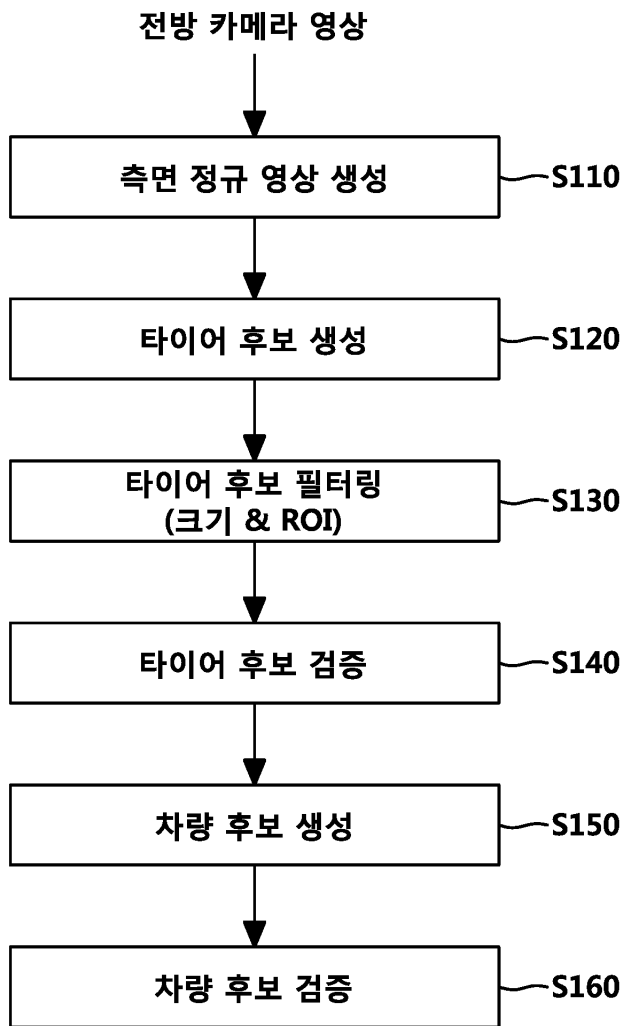 전방 카메라 영상
측면 정규 영상 생성
S110
타이어 후보 생성
S120
타이어 후보 필터링
(크기 & ROI)
S130
타이어 후보 검증
S140
차량 후보 생성
S150
차량 후보 검증
S160